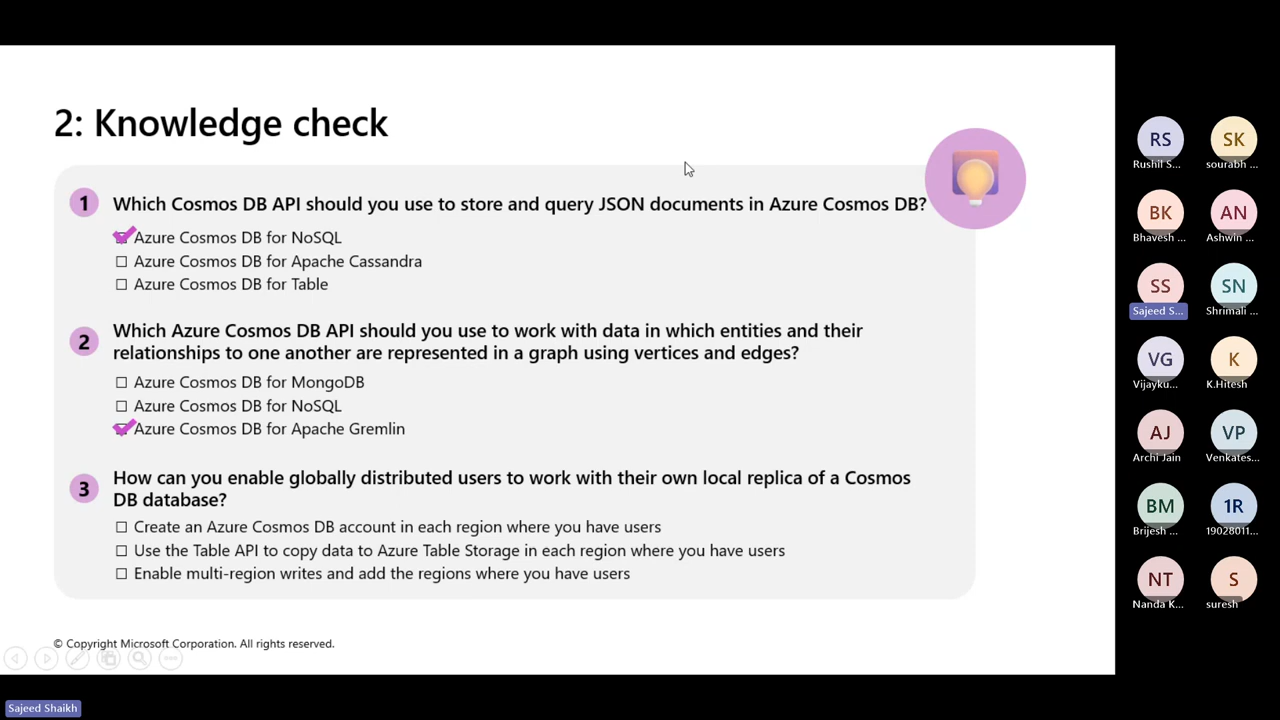 2: Knowledge check
1
Which Cosmos DB API should you use to store and query JSON documents in Azure Cosmos DB?
Azure Cosmos DB for NoSQL
Azure Cosmos DB for Apache Cassandra
Azure Cosmos DB for Table
2
Which Azure Cosmos DB API should you use to work with data in which entities and their
relationships to one another are represented in a graph using vertices and edges?
Azure Cosmos DB for MongoDB
Azure Cosmos DB for NoSQL
Azure Cosmos DB for Apache Gremlin
3
How can you enable globally distributed users to work with their own local replica of a Cosmos
DB database?
Create an Azure Cosmos DB account in each region where you have users
Use the Table API to copy data to Azure Table Storage in each region where you have users
Enable multi-region writes and add the regions where you have users
© Copyright Microsoft Corporation. All rights reserved.
Sajeed Shaikh
RS
Rushil S...
SK
sourabh ...
BK
Bhavesh ...
AN
Ashwin ...
SS
Sajeed S...
SN
Shrimali ...
VG
Vijayku...
K
K.Hitesh
AJ
Archi Jain
VP
Venkates...
BM
Brijesh ...
1R
19028011...
NT
Nanda K...
S
suresh